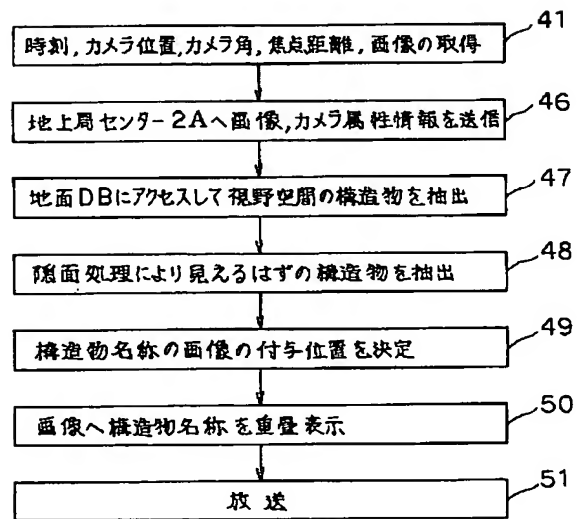 時刻,カメラ位置,カメラ角,焦点距離,画像の取得
41
地上局センター2Aへ画像,カメラ属性情報を送信
46
地面DBにアクセスして視野空間の構造物を抽出
47
隠面処理により見えるはずの構造物を抽出
48
構造物名称の画像の付与位置を決定
49
画像へ構造物名称を重畳表示
50
放送
51